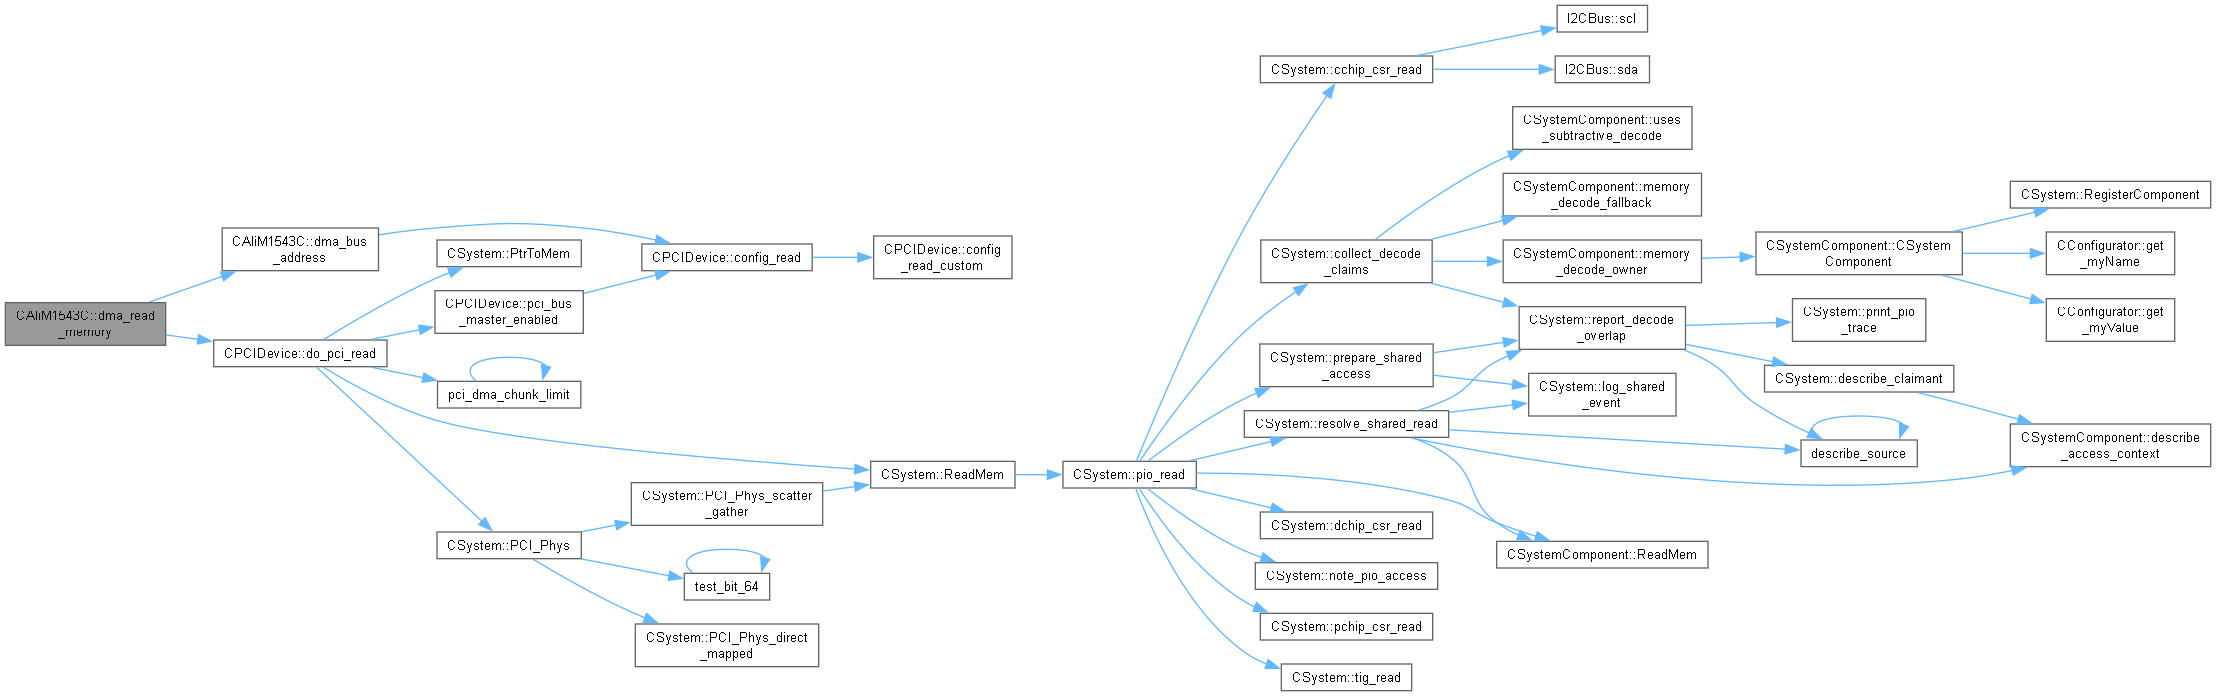 CAliM1543C::dma_read
_memory
CAliM1543C::dma_bus
_address
CPCIDevice::do_pci_read
CSystem::PtrToMem
CPCIDevice::pci_bus
_master_enabled
pci_dma_chunk_limit
CSystem::PCI_Phys
CPCIDevice::config_read
CPCIDevice::config
_read_custom
CSystem::PCI_Phys_scatter
_gather
test_bit_64
CSystem::PCI_Phys_direct
_mapped
CSystem::ReadMem
CSystem::pio_read
CSystem::cchip_csr_read
I2CBus::scl
I2CBus::sda
CSystem::collect_decode
_claims
CSystemComponent::uses
_subtractive_decode
CSystemComponent::memory
_decode_fallback
CSystemComponent::memory
_decode_owner
CSystemComponent::CSystem
Component
CSystem::RegisterComponent
CConfigurator::get
_myName
CConfigurator::get
_myValue
CSystem::report_decode
_overlap
CSystem::print_pio
_trace
CSystem::describe_claimant
describe_source
CSystemComponent::describe
_access_context
CSystem::prepare_shared
_access
CSystem::log_shared
_event
CSystem::resolve_shared_read
CSystem::dchip_csr_read
CSystemComponent::ReadMem
CSystem::note_pio_access
CSystem::pchip_csr_read
CSystem::tig_read